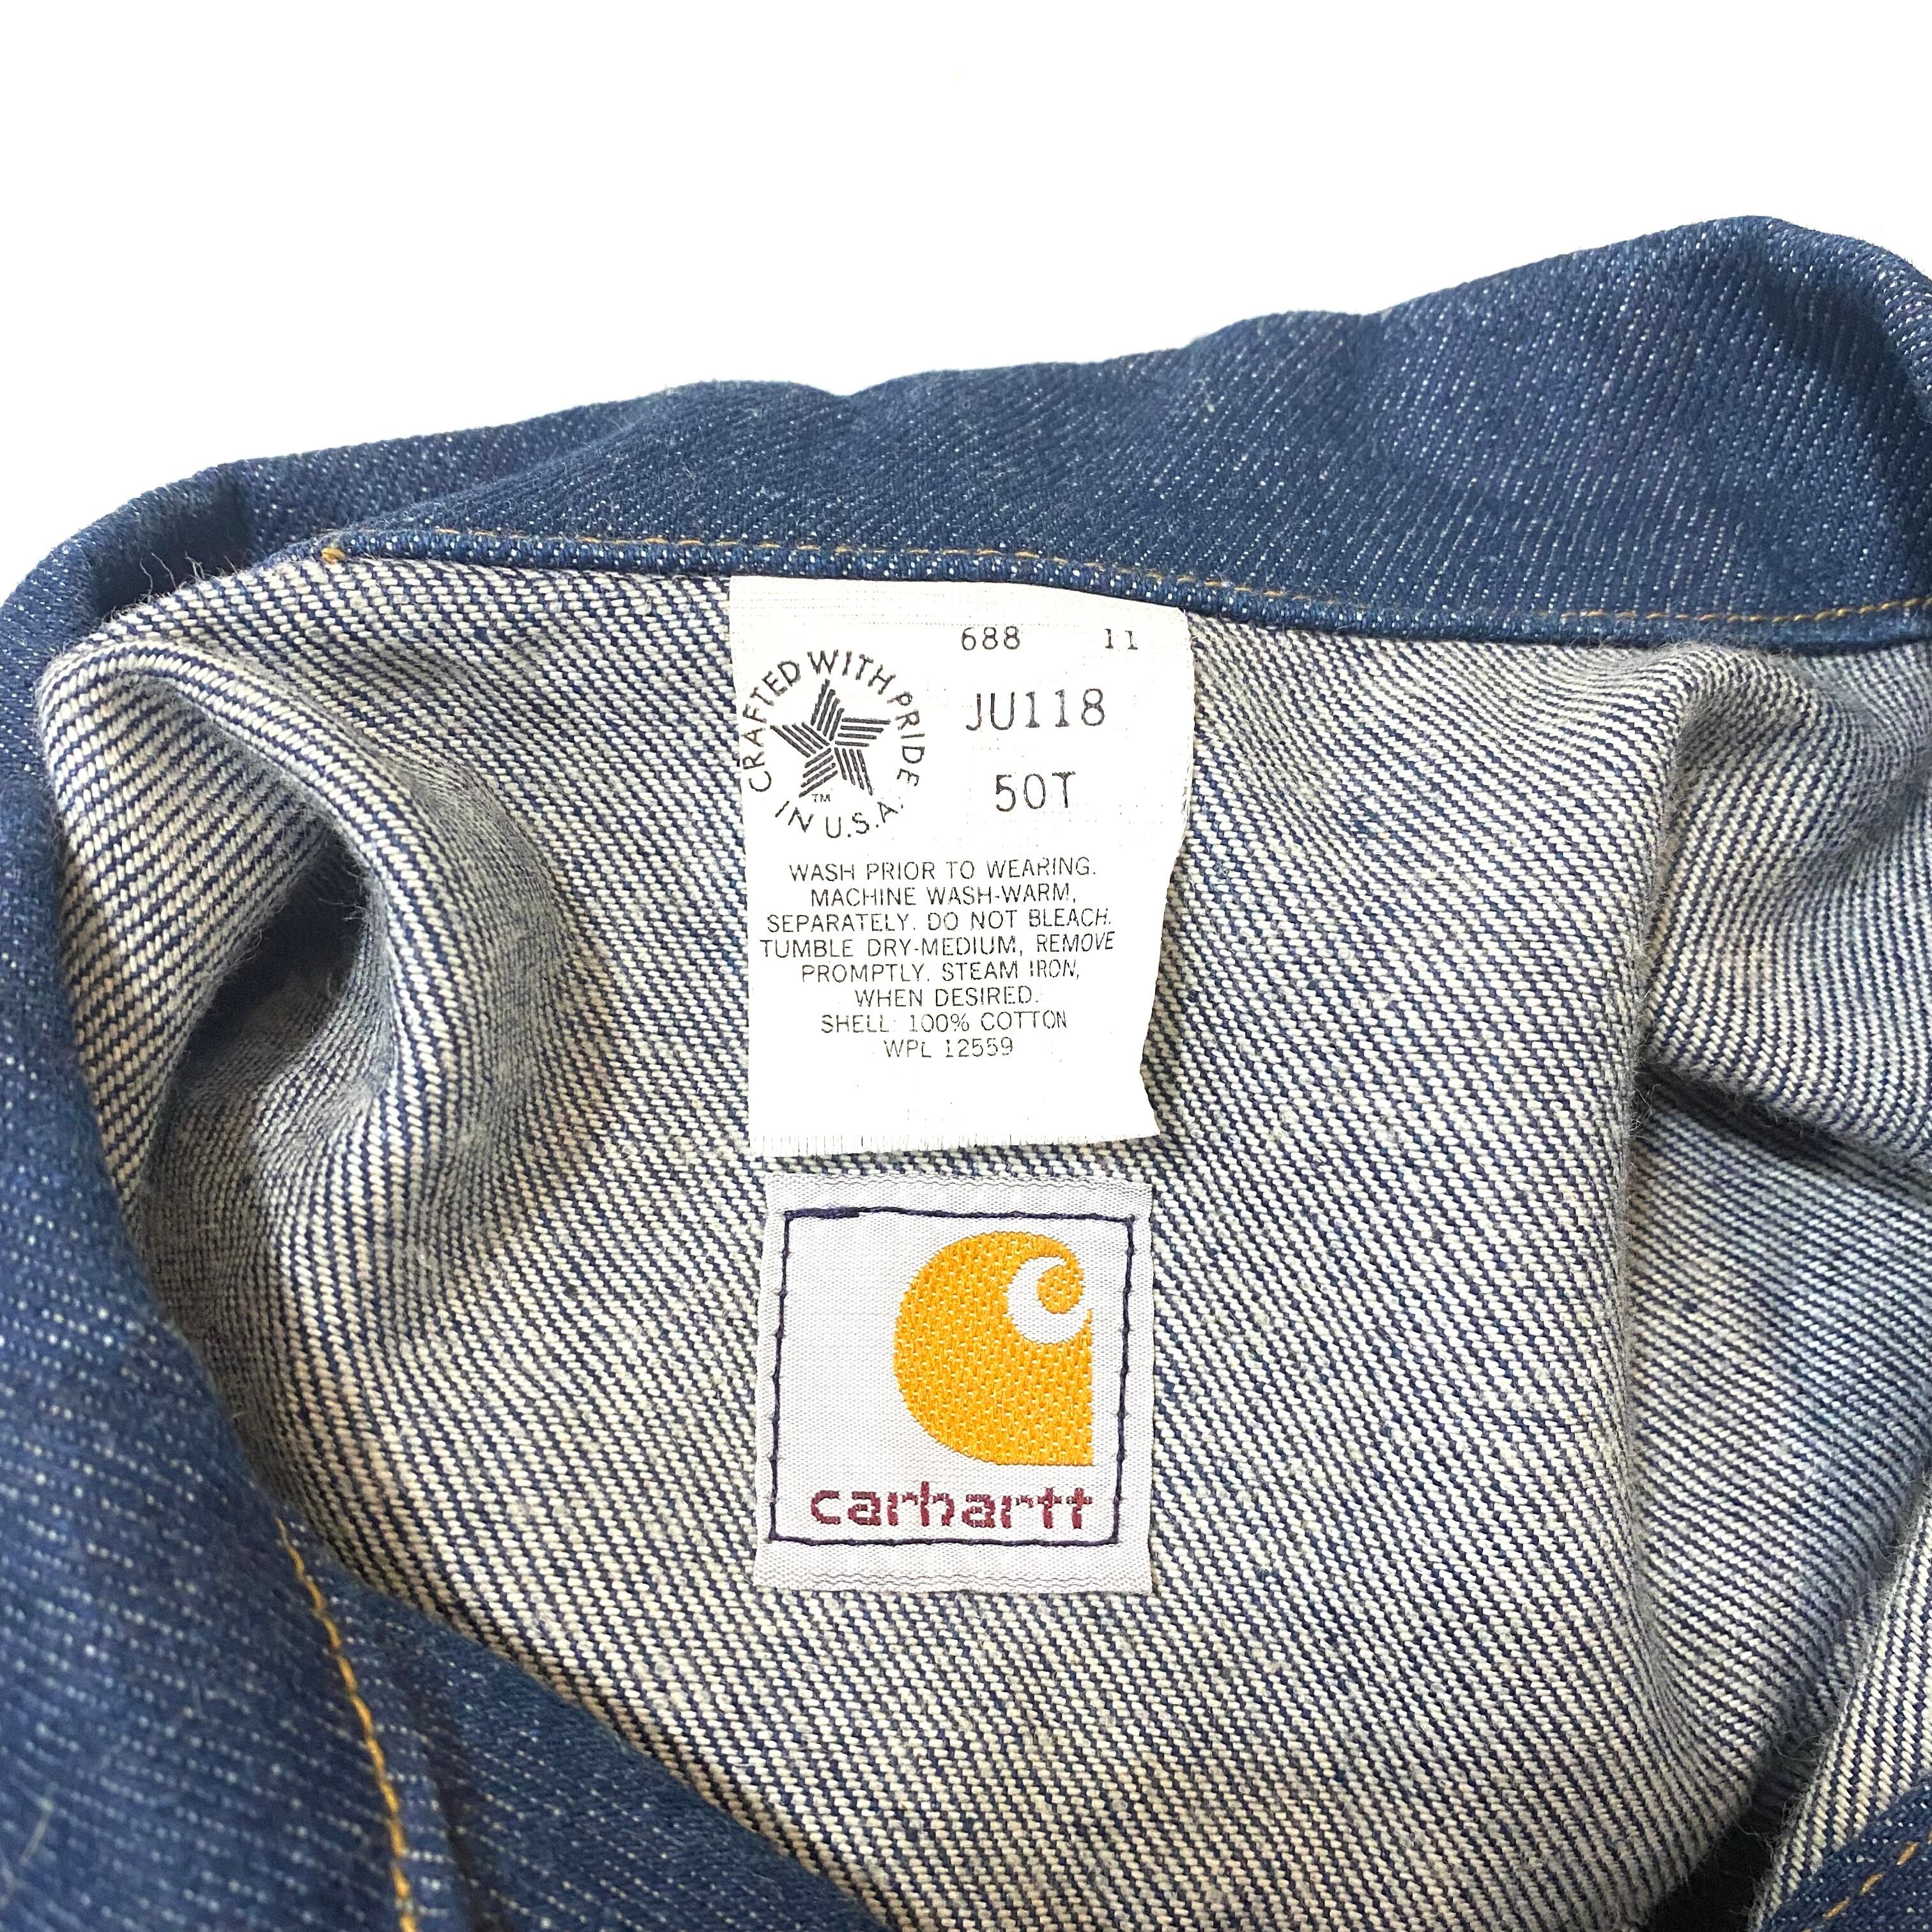 688 11
CRAFTED WITH PRIDE
IN U.S.A.
TM
JU118
50T
WASH PRIOR TO WEARING.
MACHINE WASH-WARM,
SEPARATELY. DO NOT BLEACH.
TUMBLE DRY-MEDIUM, REMOVE
PROMPTLY. STEAM IRON,
WHEN DESIRED.
SHELL: 100% COTTON
WPL 12559
carhartt